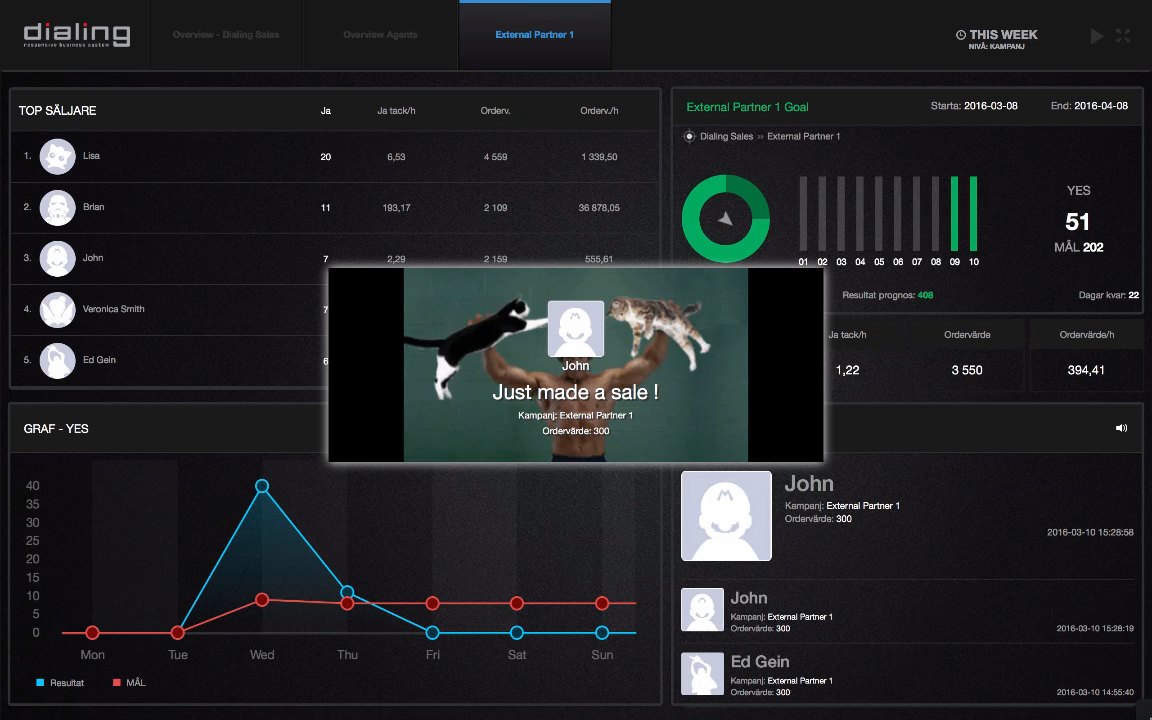 dialing
responsive business system
Overview - Dialing Sales
Overview Agents
External Partner 1
THIS WEEK
NIVÅ: KAMPANJ
TOP SÄLJARE Ja Ja tack/h Orderv. Orderv./h
1. Lisa 20 6,53 4 559 1 339,50
2. Brian 11 193,17 2 109 36 878,05
3. John 7 2,29 2 159 555,61
4. Veronica Smith 7
5. Ed Gein 6
External Partner 1 Goal Starta: 2016-03-08 End: 2016-04-08
Dialing Sales » External Partner 1
YES
51
MÅL 202
01 02 03 04 05 06 07 08 09 10
Resultat prognos: 408 Dagar kvar: 22
Ja tack/h Ordervärde Ordervärde/h
1,22 3 550 394,41
John
Just made a sale !
Kampanj: External Partner 1
Ordervärde: 300
GRAF - YES
40
35
30
25
20
15
10
5
0
Mon Tue Wed Thu Fri Sat Sun
Resultat MÅL
John
Kampanj: External Partner 1
Ordervärde: 300
2016-03-10 15:28:58
John
Kampanj: External Partner 1
Ordervärde: 300
2016-03-10 15:28:19
Ed Gein
Kampanj: External Partner 1
Ordervärde: 300
2016-03-10 14:55:40